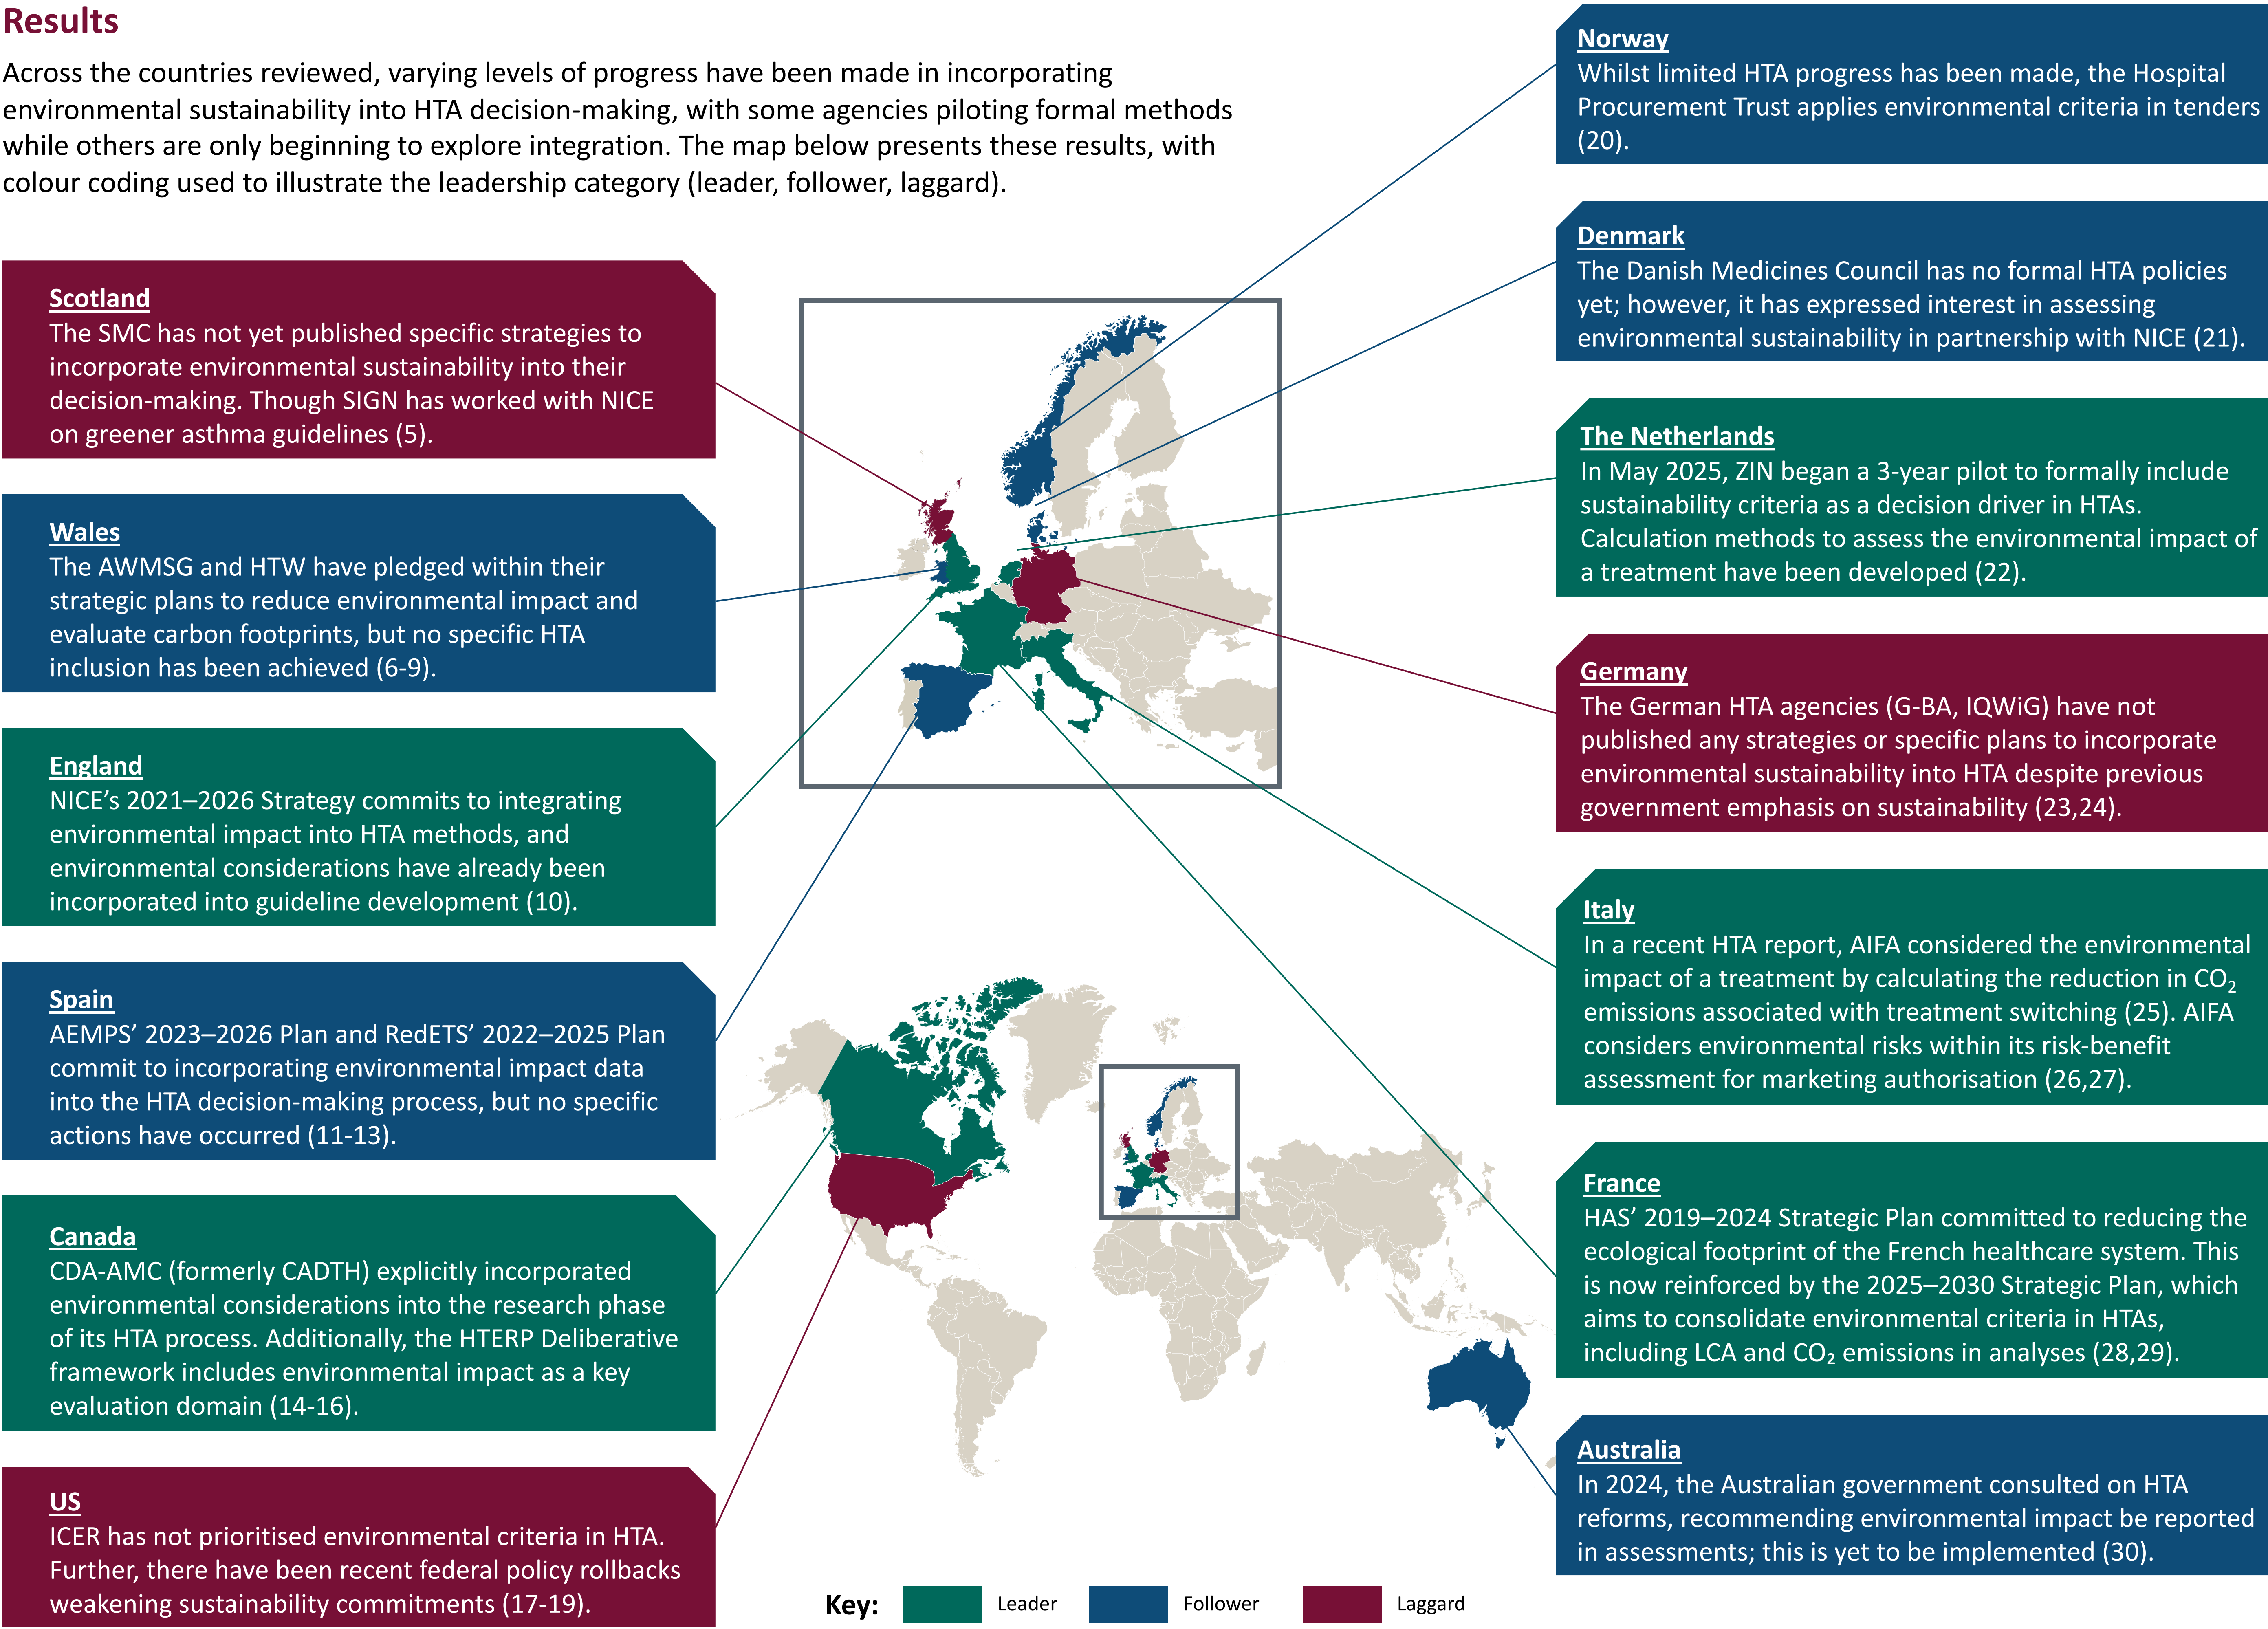 Results
Across the countries reviewed, varying levels of progress have been made in incorporating
environmental sustainability into HTA decision-making, with some agencies piloting formal methods
while others are only beginning to explore integration. The map below presents these results, with
colour coding used to illustrate the leadership category (leader, follower, laggard).
Scotland
The SMC has not yet published specific strategies to
incorporate environmental sustainability into their
decision-making. Though SIGN has worked with NICE
on greener asthma guidelines (5).
Wales
The AWMSG and HTW have pledged within their
strategic plans to reduce environmental impact and
evaluate carbon footprints, but no specific HTA
inclusion has been achieved (6-9).
England
NICE’s 2021–2026 Strategy commits to integrating
environmental impact into HTA methods, and
environmental considerations have already been
incorporated into guideline development (10).
Spain
AEMPS’ 2023–2026 Plan and RedETS’ 2022–2025 Plan
commit to incorporating environmental impact data
into the HTA decision-making process, but no specific
actions have occurred (11-13).
Canada
CDA-AMC (formerly CADTH) explicitly incorporated
environmental considerations into the research phase
of its HTA process. Additionally, the HTERP Deliberative
framework includes environmental impact as a key
evaluation domain (14-16).
US
ICER has not prioritised environmental criteria in HTA.
Further, there have been recent federal policy rollbacks
weakening sustainability commitments (17-19).
Norway
Whilst limited HTA progress has been made, the Hospital
Procurement Trust applies environmental criteria in tenders
(20).
Denmark
The Danish Medicines Council has no formal HTA policies
yet; however, it has expressed interest in assessing
environmental sustainability in partnership with NICE (21).
The Netherlands
In May 2025, ZIN began a 3-year pilot to formally include
sustainability criteria as a decision driver in HTAs.
Calculation methods to assess the environmental impact of
a treatment have been developed (22).
Germany
The German HTA agencies (G-BA, IQWiG) have not
published any strategies or specific plans to incorporate
environmental sustainability into HTA despite previous
government emphasis on sustainability (23,24).
Italy
In a recent HTA report, AIFA considered the environmental
impact of a treatment by calculating the reduction in CO₂
emissions associated with treatment switching (25). AIFA
considers environmental risks within its risk-benefit
assessment for marketing authorisation (26,27).
France
HAS’ 2019–2024 Strategic Plan committed to reducing the
ecological footprint of the French healthcare system. This
is now reinforced by the 2025–2030 Strategic Plan, which
aims to consolidate environmental criteria in HTAs,
including LCA and CO₂ emissions in analyses (28,29).
Australia
In 2024, the Australian government consulted on HTA
reforms, recommending environmental impact be reported
in assessments; this is yet to be implemented (30).
Key:
Leader
Follower
Laggard